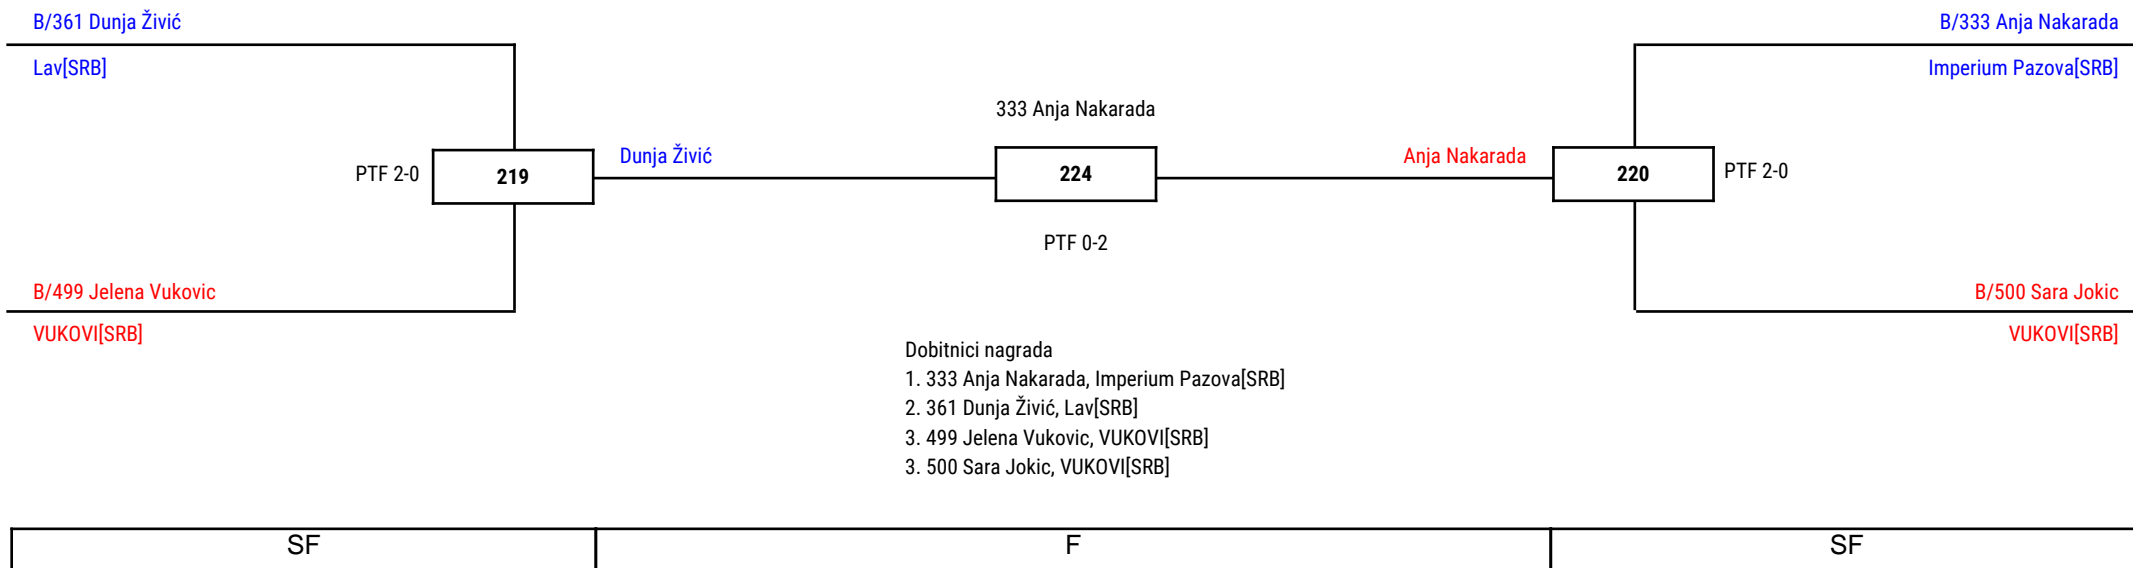 B/361 Dunja Živić
Lav[SRB]
B/333 Anja Nakarada
Imperium Pazova[SRB]
333 Anja Nakarada
PTF 2-0
219
Dunja Živić
224
Anja Nakarada
220
PTF 2-0
PTF 0-2
B/499 Jelena Vukovic
VUKOVI[SRB]
B/500 Sara Jokic
VUKOVI[SRB]
Dobitnici nagrada
1. 333 Anja Nakarada, Imperium Pazova[SRB]
2. 361 Dunja Živić, Lav[SRB]
3. 499 Jelena Vukovic, VUKOVI[SRB]
3. 500 Sara Jokic, VUKOVI[SRB]
SF
F
SF